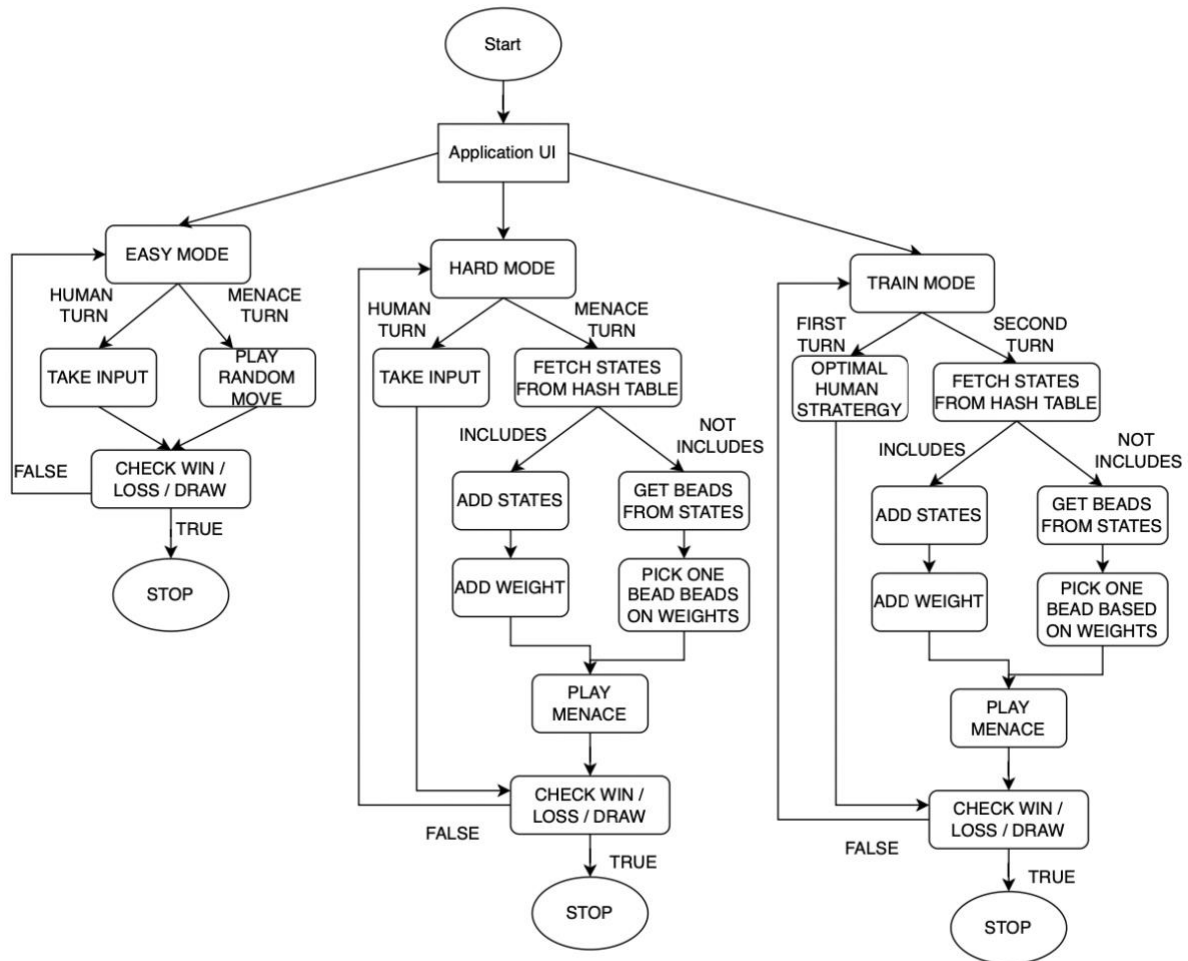 Start
Application UI
EASY MODE
HUMAN
TURN
MENACE
TURN
TAKE INPUT
PLAY
RANDOM
MOVE
FALSE
CHECK WIN /
LOSS / DRAW
TRUE
STOP
HARD MODE
HUMAN
TURN
MENACE
TURN
TAKE INPUT
FETCH STATES
FROM HASH TABLE
INCLUDES
NOT
INCLUDES
ADD STATES
GET BEADS
FROM STATES
ADD WEIGHT
PICK ONE
BEAD BEADS
ON WEIGHTS
PLAY
MENACE
CHECK WIN /
LOSS / DRAW
FALSE
TRUE
STOP
TRAIN MODE
FIRST
TURN
SECOND
TURN
OPTIMAL
HUMAN
STRATERGY
FETCH STATES
FROM HASH TABLE
INCLUDES
NOT
INCLUDES
ADD STATES
GET BEADS
FROM STATES
ADD WEIGHT
PICK ONE
BEAD BASED
ON WEIGHTS
PLAY
MENACE
CHECK WIN /
LOSS / DRAW
FALSE
TRUE
STOP